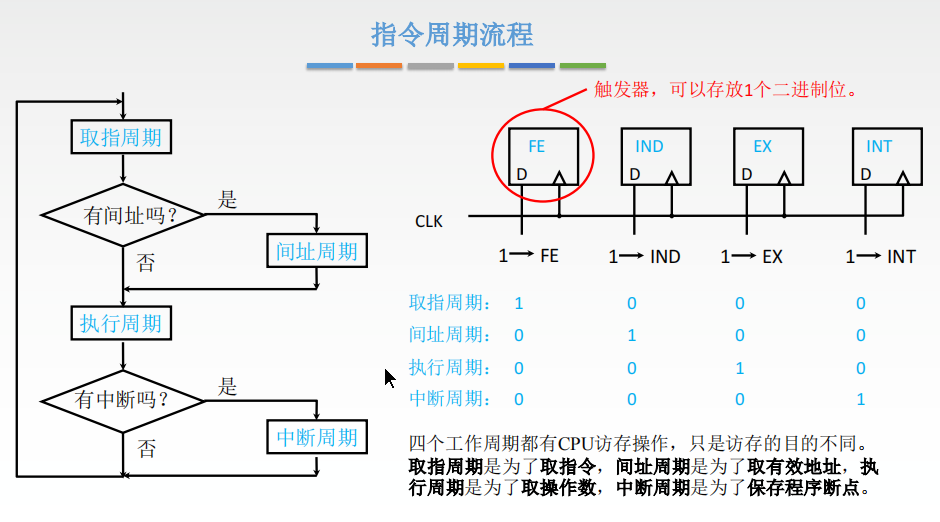 指令周期流程
取指周期
有间址吗?
是
间址周期
否
执行周期
有中断吗?
是
中断周期
否
触发器，可以存放1个二进制位。
FE IND EX INT
D D D D
CLK
1 FE 1 IND 1 EX 1 INT
取指周期： 1 0 0 0
间址周期： 0 1 0 0
执行周期： 0 0 1 0
中断周期： 0 0 0 1
四个工作周期都有CPU访存操作，只是访存的目的不同。
取指周期是为了取指令，间址周期是为了取有效地址，执
行周期是为了取操作数，中断周期是为了保存程序断点。